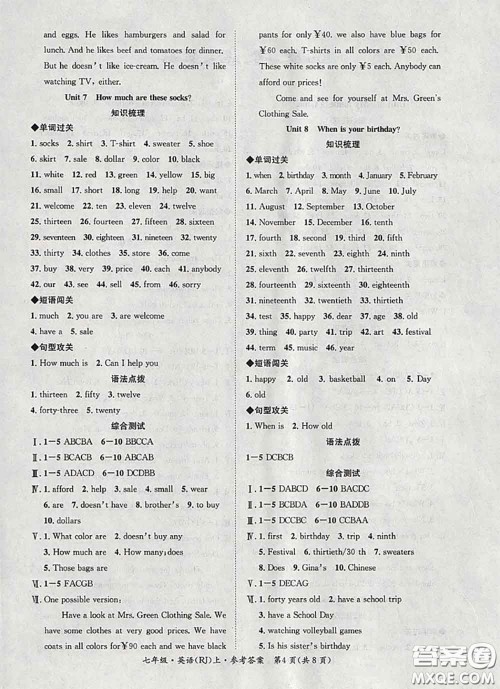 and eggs. He likes hamburgers and salad for
lunch. And he likes beef and tomatoes for dinner.
But he doesn't like ice-cream. He doesn't like
watching TV, either.
Unit 7 How much are these socks?
知识梳理
◆单词过关
1. socks 2. shirt 3. T-shirt 4. sweater 5. shoe
6. skirt 7. sale 8. dollar 9. color 10. black
11. white 12. red 13. green 14. yellow 15. big
16. small 17. short 18. long 19. need 20. take
21. welcome 22. ten 23. eleven 24. twelve
25. thirteen 26. fourteen 27. fifteen 28. sixteen
29. seventeen 30. eighteen 31. nineteen 32. twenty
33. thirty 34. clothes 35. store 36. come
37. buy 38. very 39. price 40. each 41. anybody
42. our 43. see 44. all 45. boy 46. sell 47. from
48. sorry
◆短语闯关
1. much 2. you are 3. are welcome
4. have a 5. sale
◆句型攻关
1. How much is 2. Can I help you
语法点拨
1. thirteen 2. fifty 3. twelve
4. forty-three 5. twenty
综合测试
Ⅰ. 1—5 ABCBA 6—10 BBCCA
Ⅱ. 1—5 BCACB 6—10 ABCAB
Ⅲ. 1—5 ADACD 6—10 DCDBB
Ⅳ. 1. afford 2. help 3. sale 4. small 5. big
6. want 7. doesn't 8. brother's 9. to buy
10. dollars
Ⅴ. 1. What color are 2. doesn't buy any
3. How much are 4. How many; does
5. Those bags are
Ⅵ. 1—5 FACGB
Ⅶ. One possible version:
Have a look at Mrs. Green Clothing Sale.
We have beautiful sweaters at a great sale! We have
coats in all colors for ￥90 each and we have black
pants for only ￥40. we also have blue bags for
￥60 each. T-shirts in all colors are ￥50 each.
These white socks are only ￥5 each. Anybody can
afford our prices!
Come and see for yourself at Mrs. Green's
Clothing Sale.
Unit 8 When is your birthday?
知识梳理
◆单词过关
1. when 2. birthday 3. month 4. January 5. February
6. March 7. April 8. May 9. June 10. July
11. August 12. September 13. October
14. November 15. December 16. first
17. fourth 18. second 19. third 20. fifth
21. sixth 22. seventh 23. eighth 24. ninth
25. tenth 26. twelfth 27. thirteenth
28. fourteenth 29. fifteenth 30. sixteenth
31. seventeenth 32. eighteenth
33. nineteenth 34. twentieth 35. thirtieth
34. test 35. happy 36. dear 37. old 38. sale
39. thing 40. party 41. trip 42. art 43. festival
44. term 45. music 46. student
◆短语闯关
1. happy 2. old 3. basketball 4. on 5. Day
6. old
◆句型攻关
1. When is 2. How old
语法点拨
1—5 DCBCB
综合测试
Ⅰ. 1—5 DABCD 6—10 BACDC
Ⅱ. 1—5 BDCBC 6—10 BADDB
Ⅲ. 1—5 DCCBC 6—10 CCBAA
Ⅳ. 1. afford 2. birthday 3. trip 4. ninth
5. Festival 6. thirtieth/30 th 7. sweaters
8. Does 9. Gina's 10. Chinese
Ⅴ. 1—5 DECAG
Ⅵ. 1. forty years old 2. have a School Day
3. have a School Day
4. watching volleyball games
5. Is his sister's birthday
七年级·英语(RJ)上·参考答案 第4页(共8页)